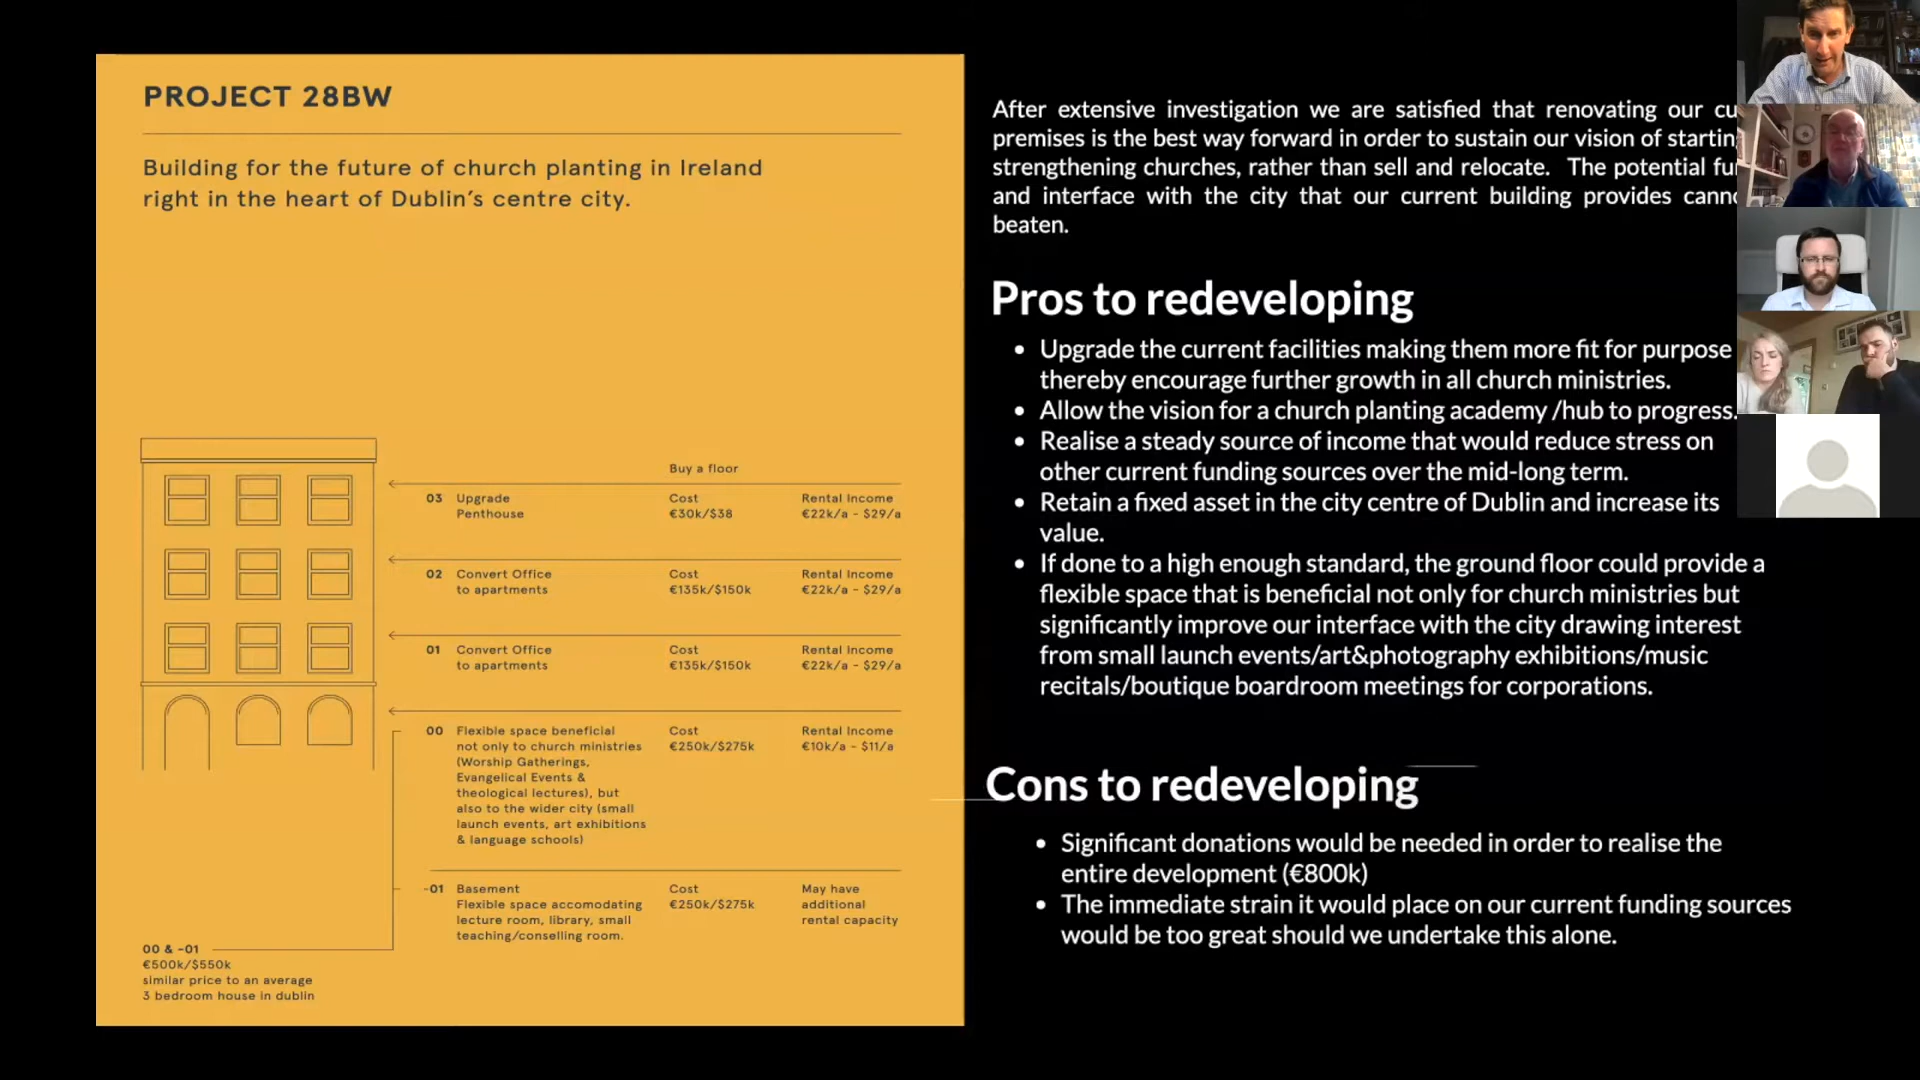 PROJECT 28BW
Building for the future of church planting in Ireland
right in the heart of Dublin's centre city.
Buy a floor
03 Upgrade Cost Rental Income
Penthouse €30k/$38 €22k/a - $29/a
02 Convert Office Cost Rental Income
to apartments €135k/$150k €22k/a - $29/a
01 Convert Office Cost Rental Income
to apartments €135k/$150k €22k/a - $29/a
00 Flexible space beneficial Cost Rental Income
not only to church ministries €250k/$275k €10k/a - $11/a
(Worship Gatherings,
Evangelical Events &
theological lectures), but
also to the wider city (small
launch events, art exhibitions
& language schools)
-01 Basement Cost May have
Flexible space accomodating €250k/$275k additional
lecture room, library, small rental capacity
teaching/conselling room.
00 & -01
€500k/$550k
similar price to an average
3 bedroom house in dublin
After extensive investigation we are satisfied that renovating our
premises is the best way forward in order to sustain our vision of
strengthening churches, rather than sell and relocate. The potential
and interface with the city that our current building provides
beaten.
Pros to redeveloping
• Upgrade the current facilities making them more fit for purpose
thereby encourage further growth in all church ministries.
• Allow the vision for a church planting academy /hub to progress.
• Realise a steady source of income that would reduce stress on
other current funding sources over the mid-long term.
• Retain a fixed asset in the city centre of Dublin and increase its
value.
• If done to a high enough standard, the ground floor could provide a
flexible space that is beneficial not only for church ministries but
significantly improve our interface with the city drawing interest
from small launch events/art&photography exhibitions/music
recitals/boutique boardroom meetings for corporations.
Cons to redeveloping
• Significant donations would be needed in order to realise the
entire development (€800k)
• The immediate strain it would place on our current funding sources
would be too great should we undertake this alone.